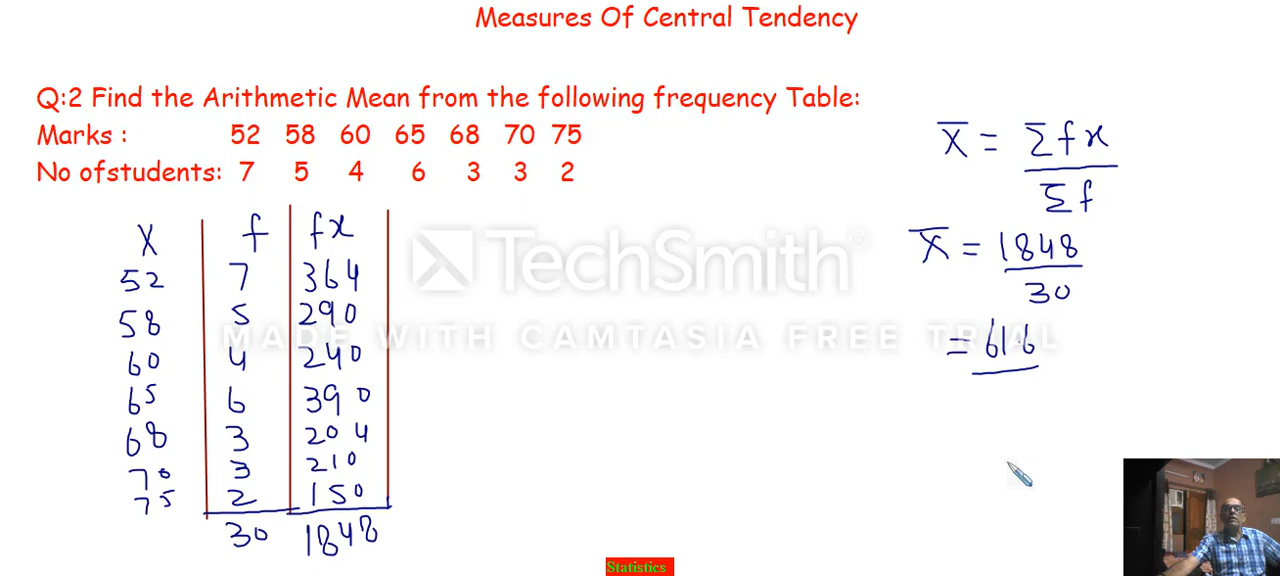 Measures Of Central Tendency
Q:2 Find the Arithmetic Mean from the following frequency Table:
Marks : 52 58 60 65 68 70 75
No ofstudents: 7 5 4 6 3 3 2
X f fx
52 7 364
58 5 290
60 4 240
65 6 390
68 3 204
70 3 210
75 2 150
30 1848
X̅ = Σfx
Σf
X̅ = 1848
30
= 61.6
TechSmith®
MADE WITH CAMTASIA FREE TRIAL
Statistics